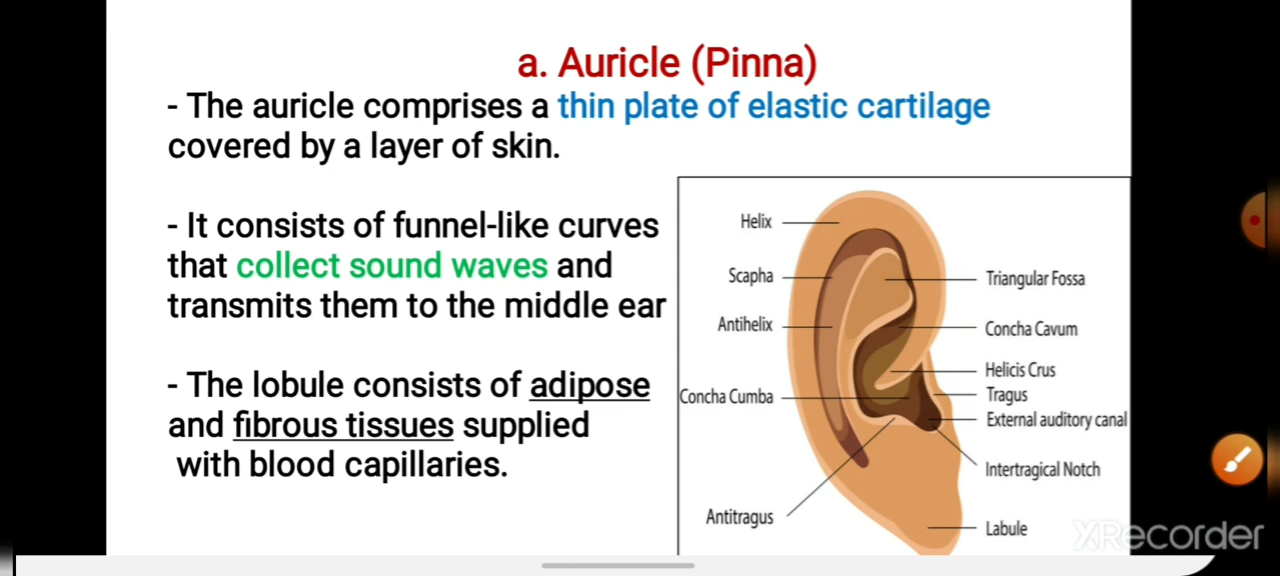 a. Auricle (Pinna)
- The auricle comprises a thin plate of elastic cartilage
covered by a layer of skin.
- It consists of funnel-like curves
that collect sound waves and
transmits them to the middle ear
- The lobule consists of adipose
and fibrous tissues supplied
with blood capillaries.
Helix
Scapha
Antihelix
Concha Cumba
Antitragus
Triangular Fossa
Concha Cavum
Helicis Crus
Tragus
External auditory canal
Intertragical Notch
Labule
XRecorder